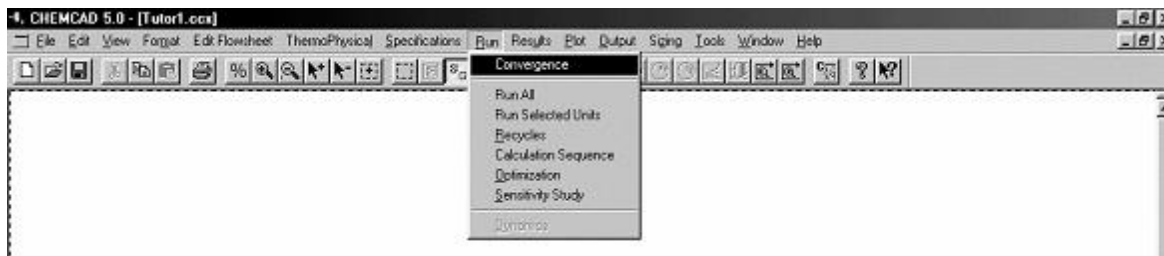 CHEMCAD 5.0 - [Tutor1.ccx]
File Edit View Format Edit Flowsheet ThermoPhysical Specifications Run Results Plot Output Sizing Tools Window Help
Convergence
Run All
Run Selected Units
Recycles
Calculation Sequence
Optimization
Sensitivity Study
Dynamics